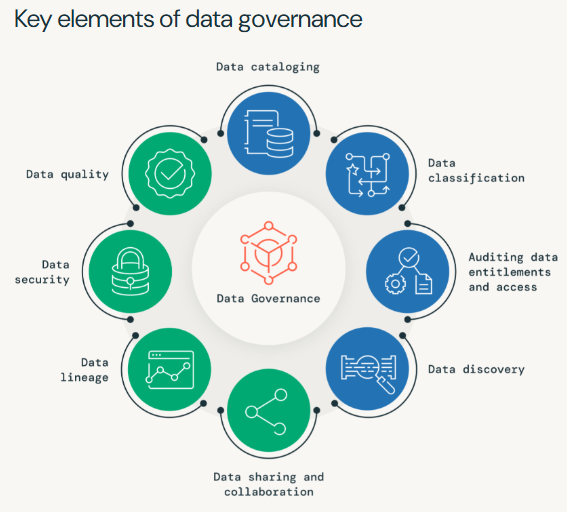 Key elements of data governance
Data cataloging
Data quality
Data
classification
Data
security
Auditing data
entitlements
and access
Data Governance
Data
lineage
Data discovery
Data sharing and
collaboration